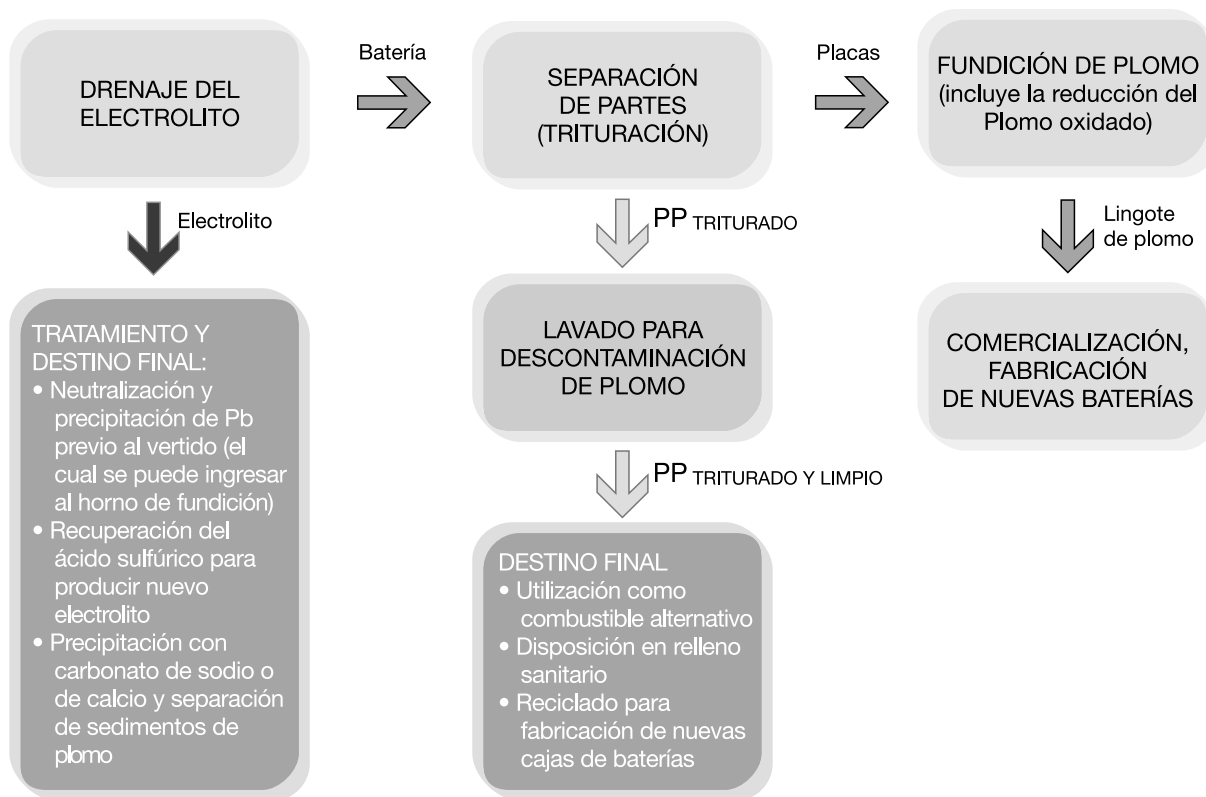 DRENAJE DEL
ELECTROLITO
Batería
SEPARACIÓN
DE PARTES
(TRITURACIÓN)
Placas
FUNDICIÓN DE PLOMO
(incluye la reducción del
Plomo oxidado)
Electrolito
PP TRITURADO
Lingote
de plomo
TRATAMIENTO Y
DESTINO FINAL:
• Neutralización y
precipitación de Pb
previo al vertido (el
cual se puede ingresar
al horno de fundición)
• Recuperación del
ácido sulfúrico para
producir nuevo
electrolito
• Precipitación con
carbonato de sodio o
de calcio y separación
de sedimentos de
plomo
LAVADO PARA
DESCONTAMINACIÓN
DE PLOMO
PP TRITURADO Y LIMPIO
DESTINO FINAL
• Utilización como
combustible alternativo
• Disposición en relleno
sanitario
• Reciclado para
fabricación de nuevas
cajas de baterías
COMERCIALIZACIÓN,
FABRICACIÓN
DE NUEVAS BATERÍAS